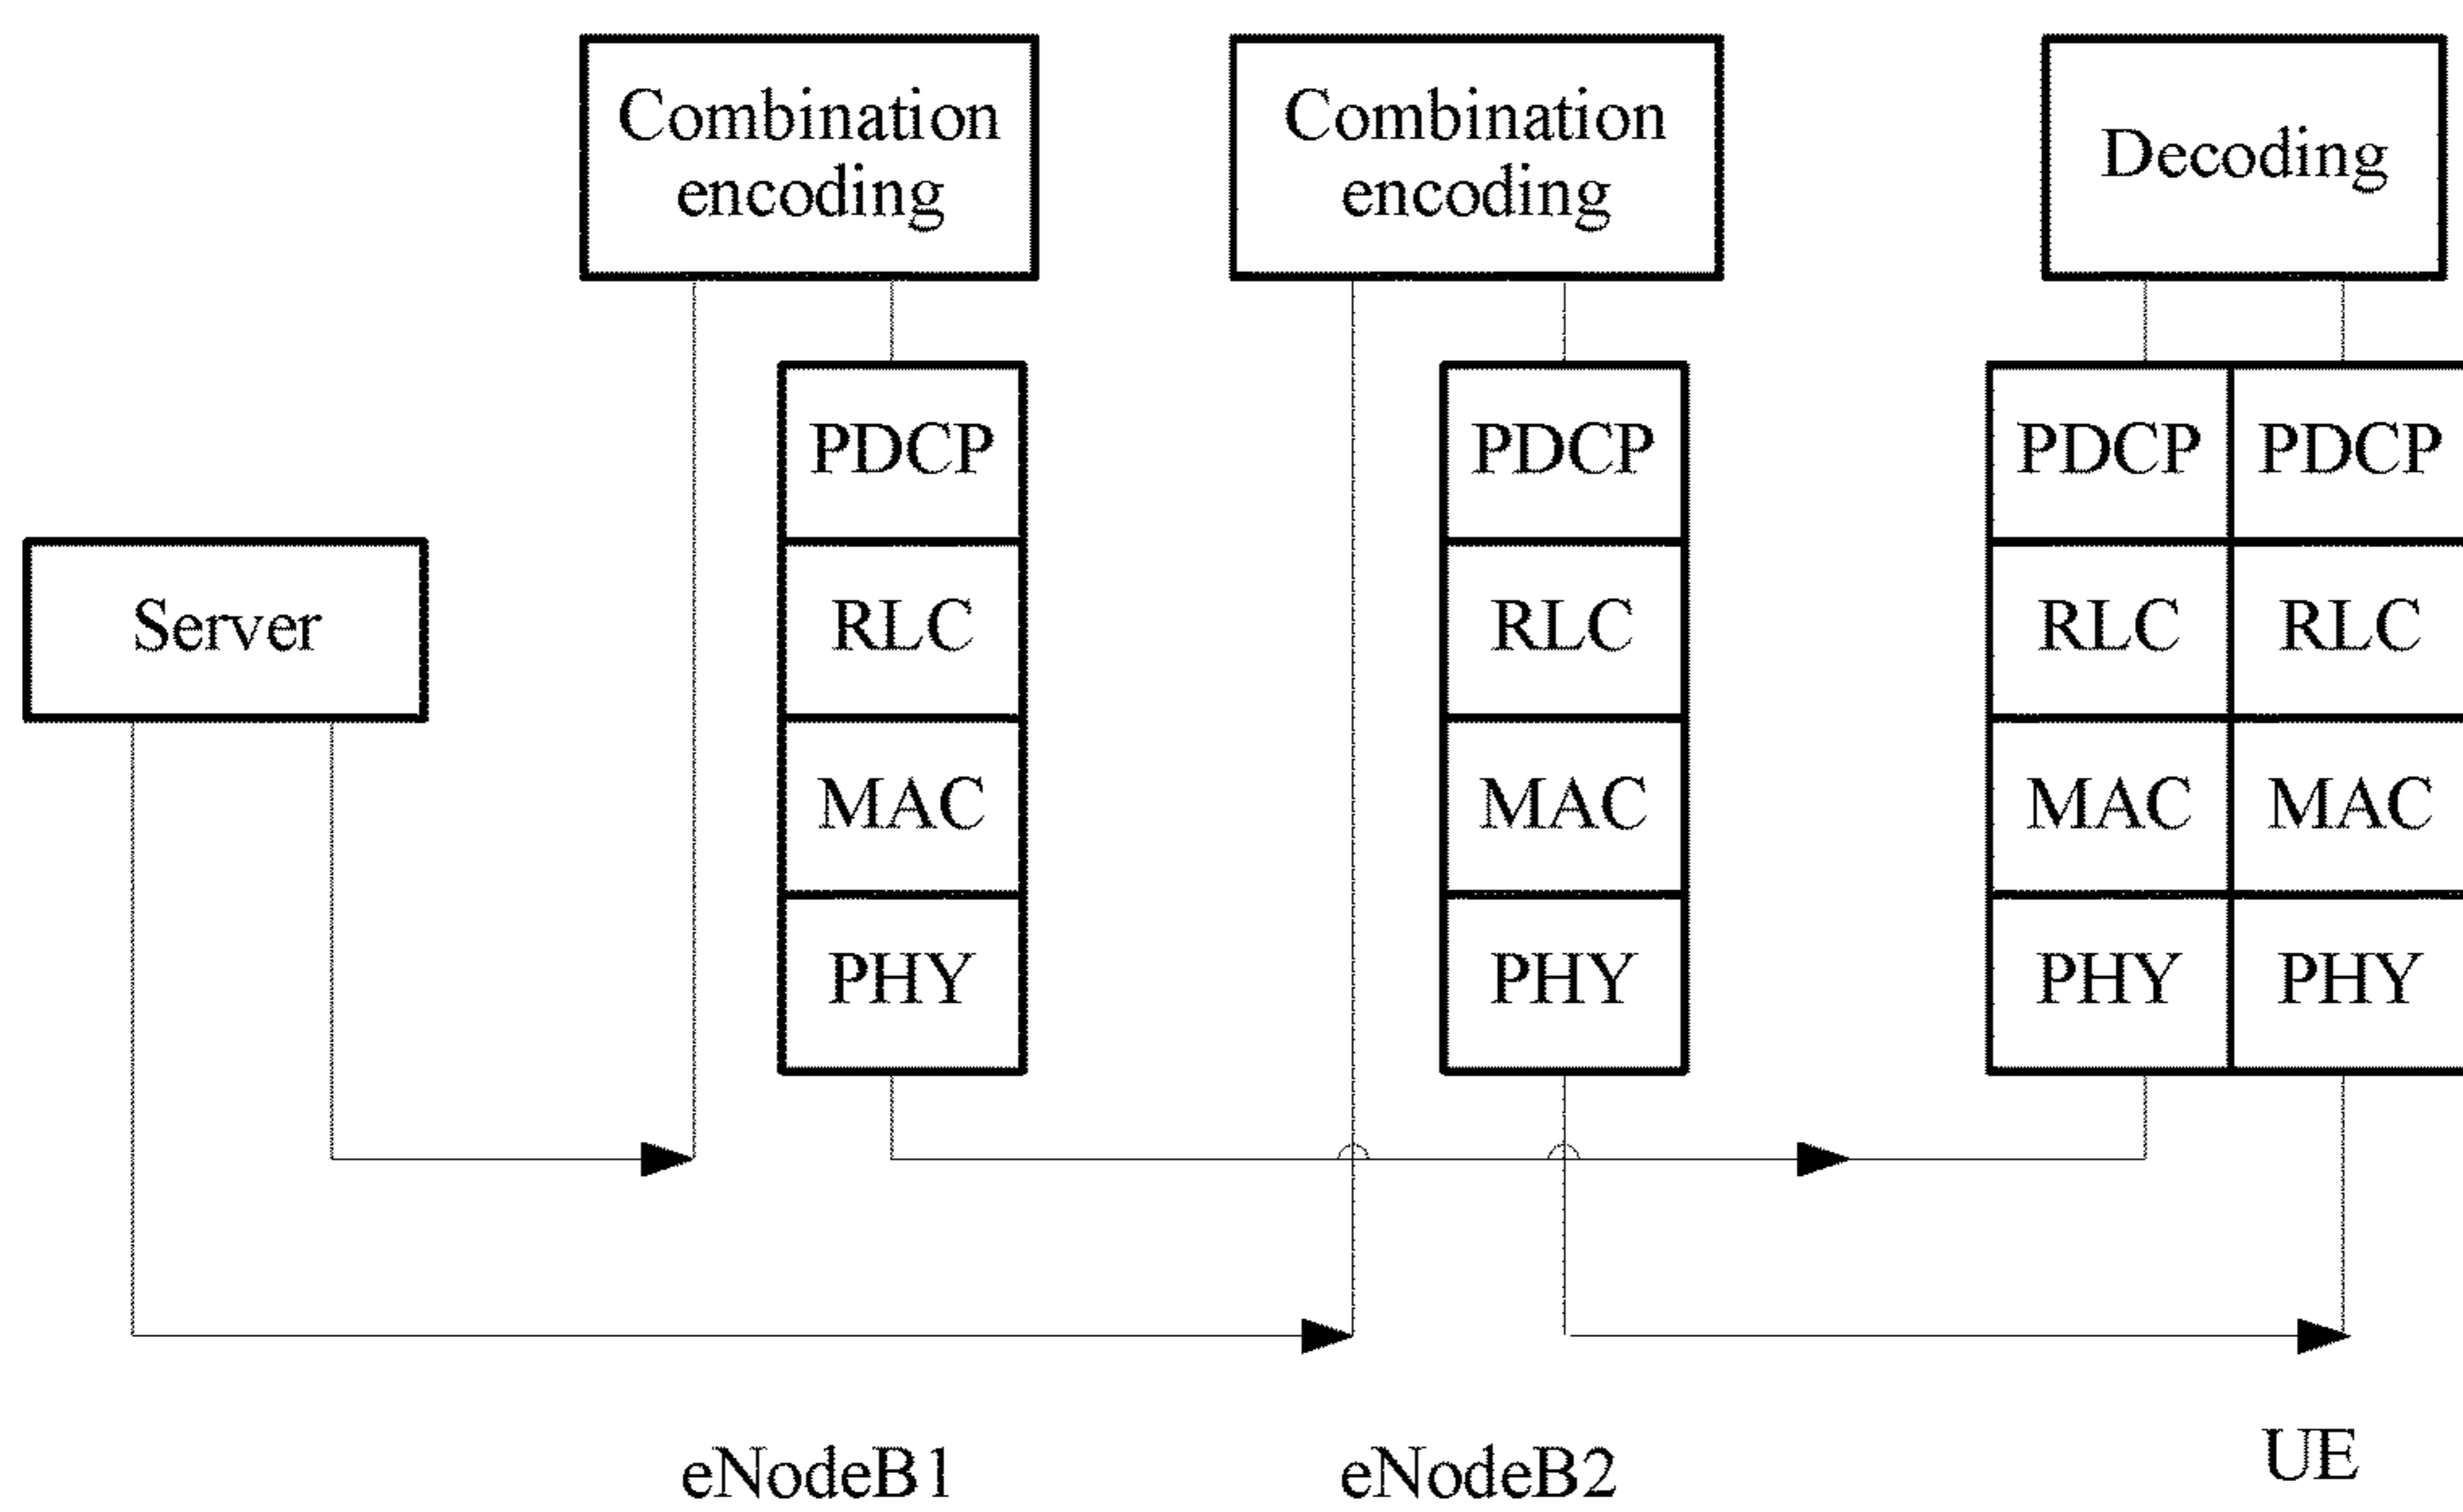 Combination
encoding
Combination
encoding
Decoding
Server
PDCP
RLC
MAC
PHY
PDCP
RLC
MAC
PHY
PDCP PDCP
RLC RLC
MAC MAC
PHY PHY
eNodeB1
eNodeB2
UE